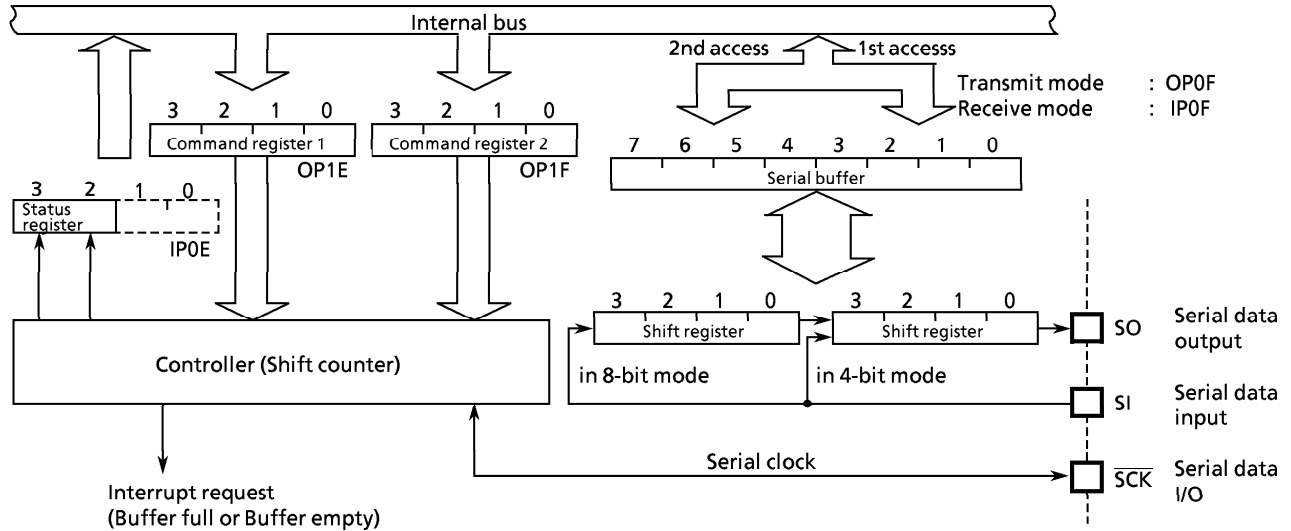 Internal bus
2nd access 1st accesss
Transmit mode : OP0F
Receive mode : IP0F
3 2 1 0
Command register 1
OP1E
3 2 1 0
Command register 2
OP1F
7 6 5 4 3 2 1 0
Serial buffer
3 2 1 0
Status
register
IP0E
3 2 1 0
Shift register
3 2 1 0
Shift register
SO Serial data
output
Controller (Shift counter)
in 8-bit mode
in 4-bit mode
SI Serial data
input
Serial clock
SCK Serial data
I/O
Interrupt request
(Buffer full or Buffer empty)